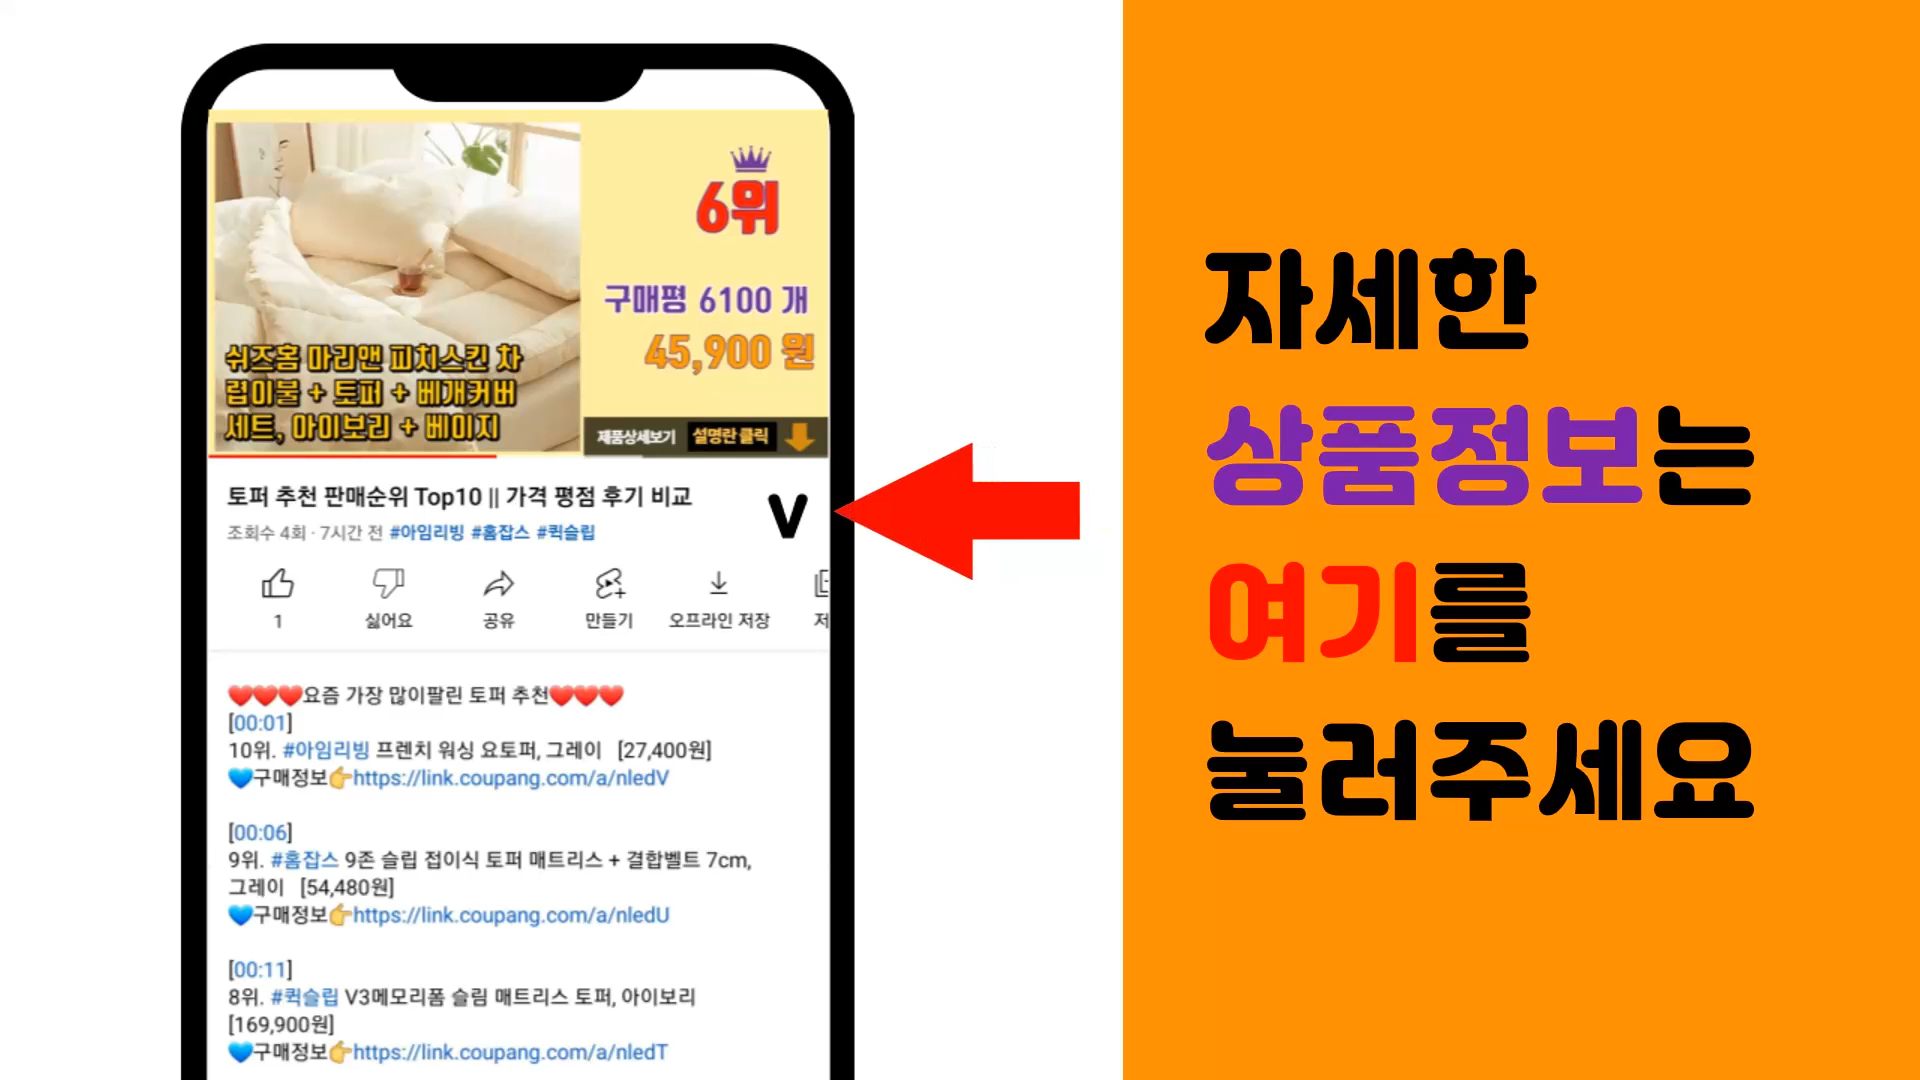 6위
구매평 6100 개
45,900 원
쉬즈홈 마리앤 피치스킨 차
렵이불 + 토퍼 + 베개커버
세트, 아이보리 + 베이지
제품상세보기 설명란 클릭
토퍼 추천 판매순위 Top10 || 가격 평점 후기 비교
V
조회수 4회 · 7시간 전 #아임리빙 #홈잡스 #퀵슬립
1 싫어요 공유 만들기 오프라인 저장 저
❤❤❤요즘 가장 많이팔린 토퍼 추천❤❤❤
[00:01]
10위. #아임리빙 프렌치 워싱 요토퍼, 그레이 [27,400원]
💙구매정보👉https://link.coupang.com/a/nledV
[00:06]
9위. #홈잡스 9존 슬립 접이식 토퍼 매트리스 + 결합벨트 7cm,
그레이 [54,480원]
💙구매정보👉https://link.coupang.com/a/nledU
[00:11]
8위. #퀵슬립 V3메모리폼 슬림 매트리스 토퍼, 아이보리
[169,900원]
💙구매정보👉https://link.coupang.com/a/nledT
자세한
상품정보는
여기를
눌러주세요